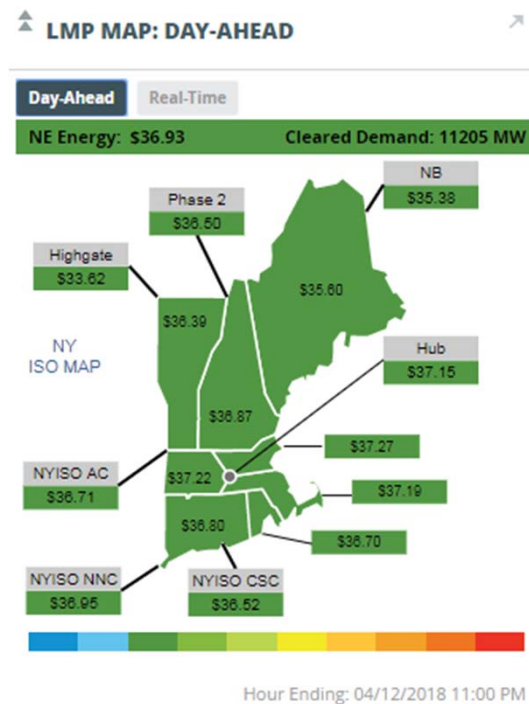 LMP MAP: DAY-AHEAD
Day-Ahead
Real-Time
NE Energy: $36.93
Cleared Demand: 11205 MW
NB
$35.38
Phase 2
$36.50
Highgate
$33.62
$35.60
$36.39
NY
ISO MAP
Hub
$37.15
$36.87
$37.27
NYISO AC
$36.71
$37.22
$37.19
$36.80
$36.70
NYISO NNC
$36.95
NYISO CSC
$36.52
Hour Ending: 04/12/2018 11:00 PM